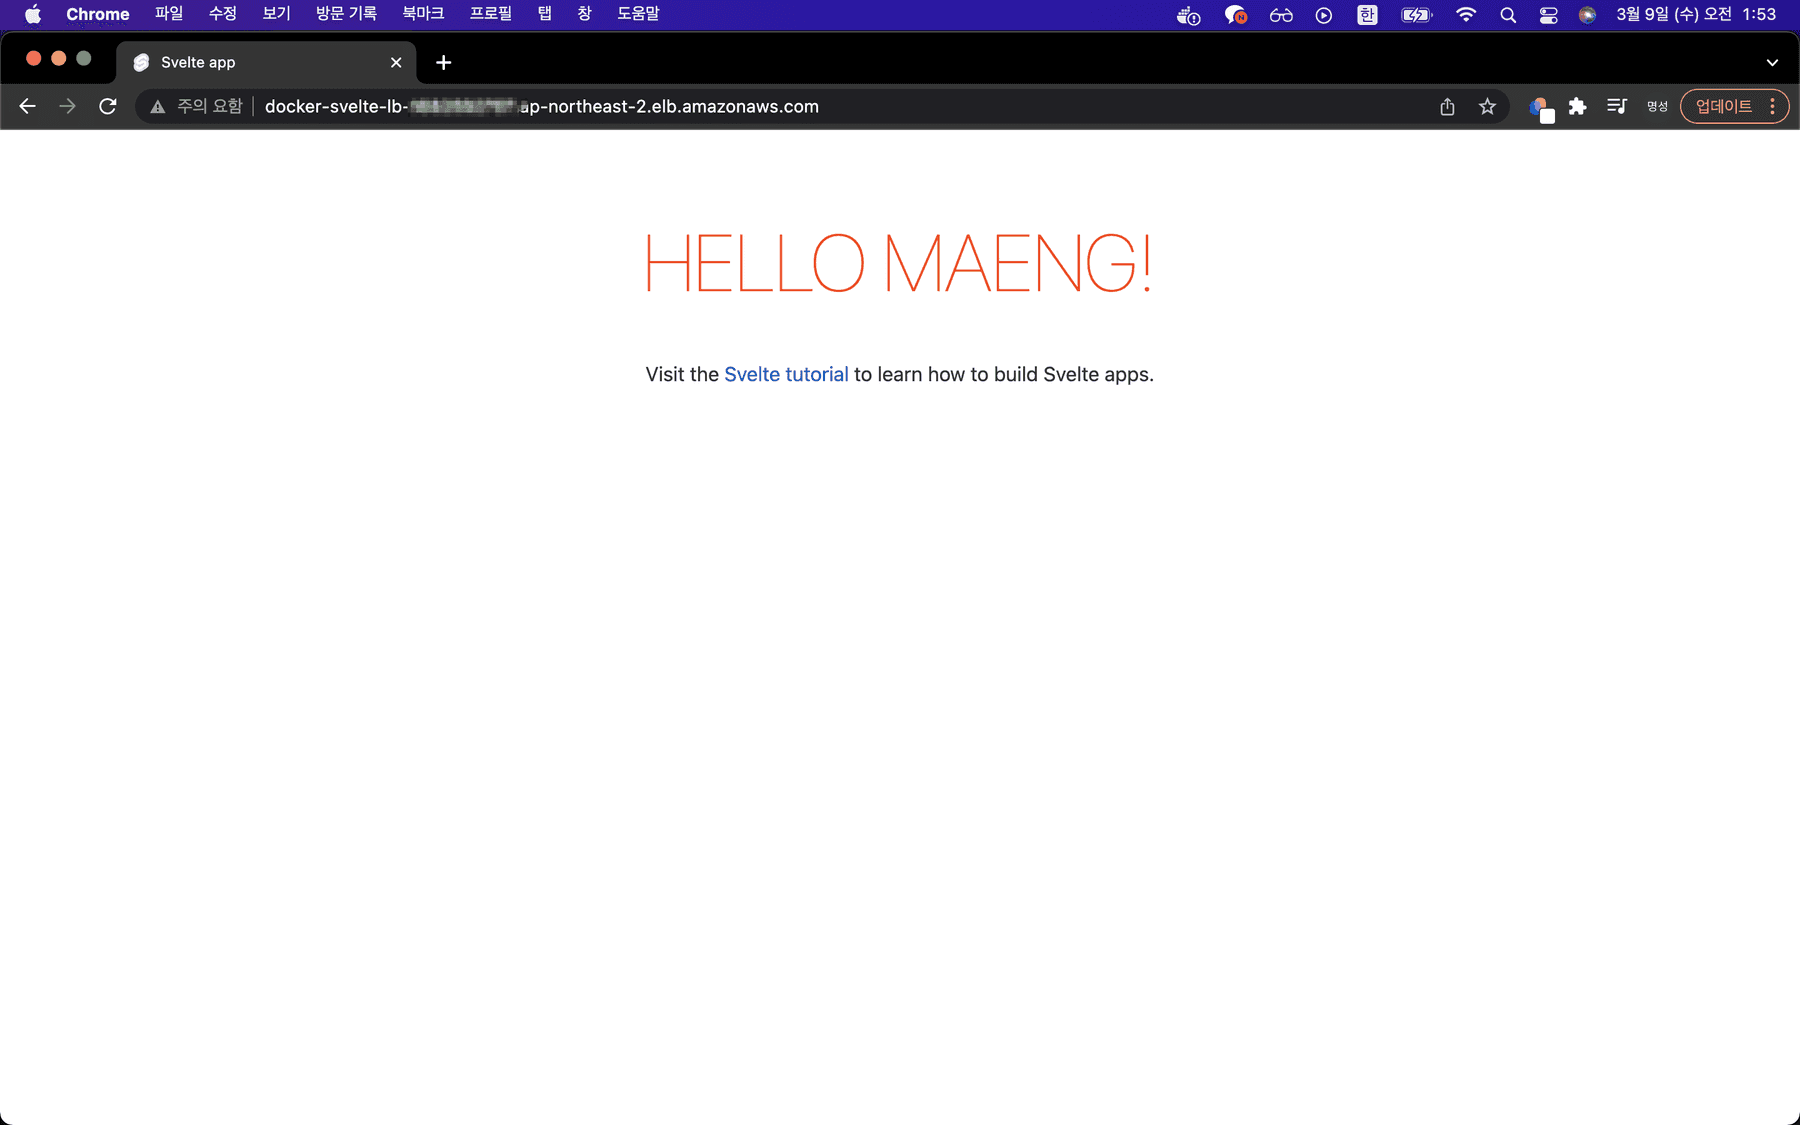 Chrome 파일 수정 보기 방문 기록 북마크 프로필 탭 창 도움말 한 3월 9일 (수) 오전 1:53
Svelte app
주의 요함 docker-svelte-lb- ap-northeast-2.elb.amazonaws.com 명성 업데이트
HELLO MAENG!
Visit the Svelte tutorial to learn how to build Svelte apps.